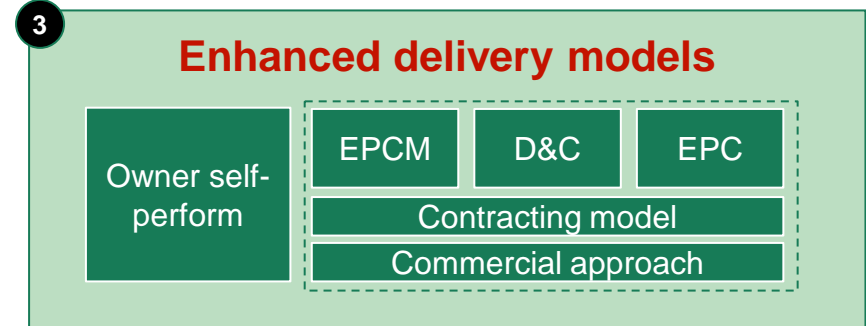 3
Enhanced delivery models
Owner self-
perform
EPCM
D&C
EPC
Contracting model
Commercial approach